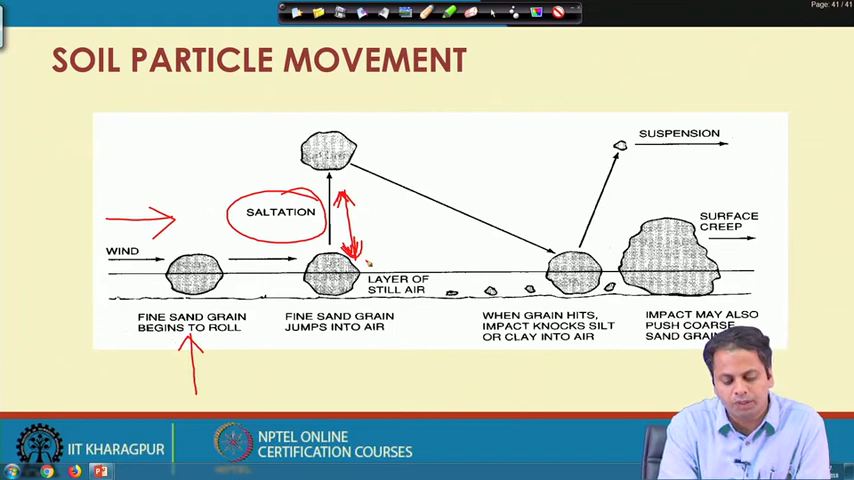 Page: 41 / 41
SOIL PARTICLE MOVEMENT
SUSPENSION
SALTATION
SURFACE
CREEP
WIND
LAYER OF
STILL AIR
FINE SAND GRAIN
BEGINS TO ROLL
FINE SAND GRAIN
JUMPS INTO AIR
WHEN GRAIN HITS,
IMPACT KNOCKS SILT
OR CLAY INTO AIR
IMPACT MAY ALSO
PUSH COARSE
SAND
IIT KHARAGPUR
NPTEL ONLINE
CERTIFICATION COURSES